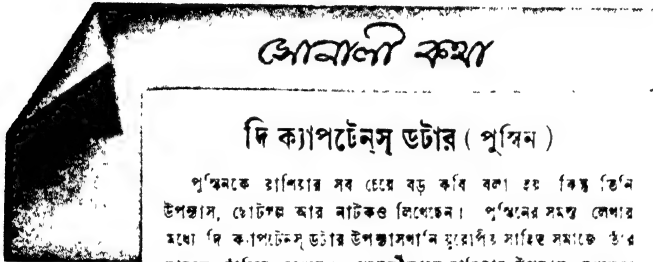 সোনালী কথা
দি ক্যাপটেন্‌স্ ডটার ( পুস্কিন )
পুস্কিনকে রাশিয়ার সব চেয়ে বড় কবি বলা হয় কিন্তু তিনি
উপন্যাস, ছোটগল্প আর নাটকও লিখেছেন। পুস্কিনের সমস্ত লেখার
মধ্যে দি ক্যাপটেন্‌স্ ডটার উপন্যাসখানি য়ুরোপীয় সাহিত্য সমাজে তাঁর